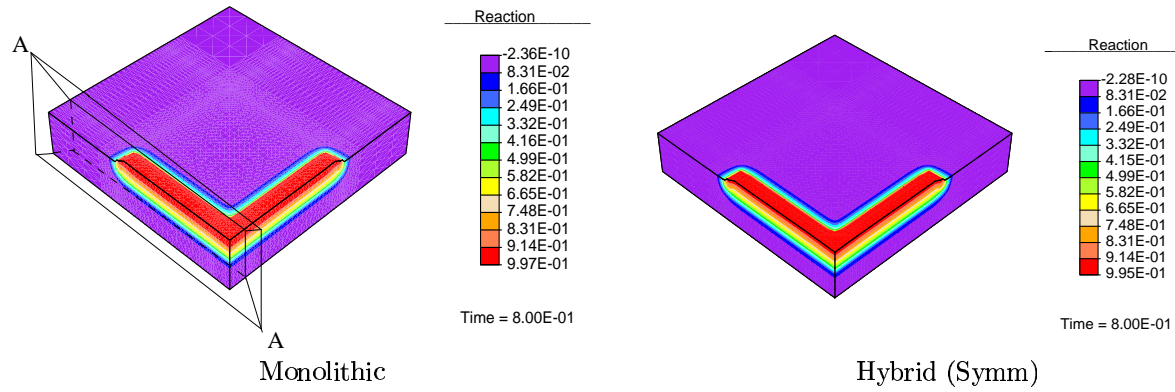 Reaction
A
-2.36E-10
8.31E-02
1.66E-01
2.49E-01
3.32E-01
4.16E-01
4.99E-01
5.82E-01
6.65E-01
7.48E-01
8.31E-01
9.14E-01
9.97E-01
Time = 8.00E-01
A
Monolithic
Reaction
-2.28E-10
8.31E-02
1.66E-01
2.49E-01
3.32E-01
4.15E-01
4.99E-01
5.82E-01
6.65E-01
7.48E-01
8.31E-01
9.14E-01
9.95E-01
Time = 8.00E-01
Hybrid (Symm)